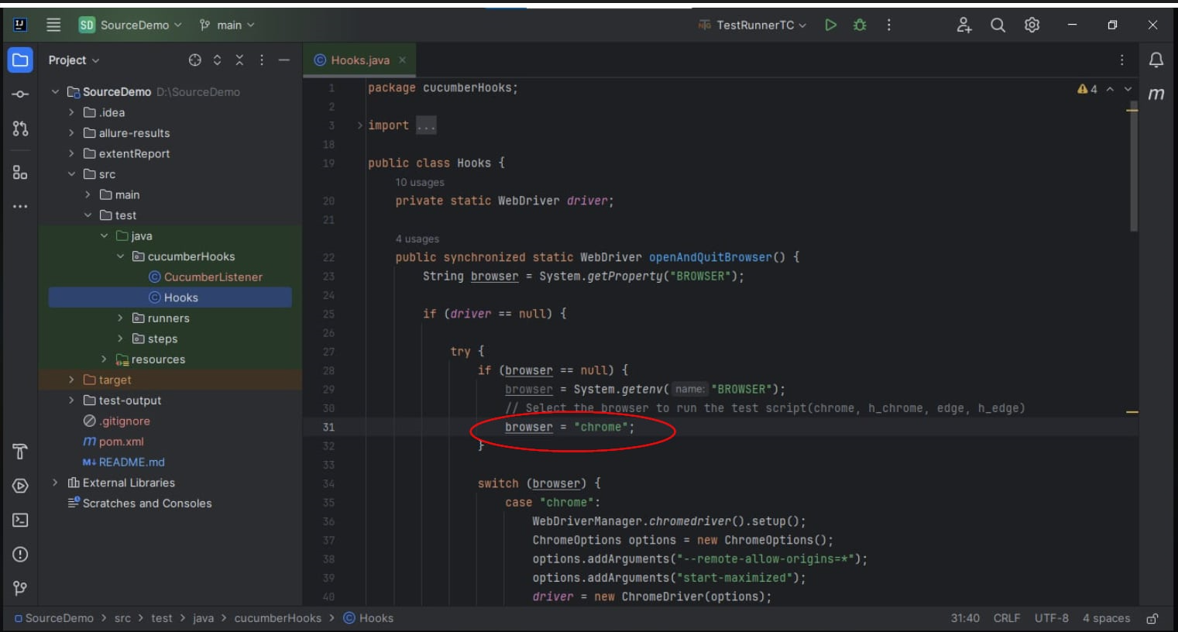 SD SourceDemo main TestRunnerTC
Project
Hooks.java
SourceDemo D:\SourceDemo
.idea
allure-results
extentReport
src
main
test
java
cucumberHooks
CucumberListener
Hooks
runners
steps
resources
target
test-output
.gitignore
m pom.xml
M↓ README.md
External Libraries
Scratches and Consoles
1 package cucumberHooks;
2
3 import ...
18
19 public class Hooks {
10 usages
20 private static WebDriver driver;
21
4 usages
22 public synchronized static WebDriver openAndQuitBrowser() {
23 String browser = System.getProperty("BROWSER");
24
25 if (driver == null) {
26
27 try {
28 if (browser == null) {
29 browser = System.getenv( name: "BROWSER");
30 // Select the browser to run the test script(chrome, h_chrome, edge, h_edge)
31 browser = "chrome";
32 }
33
34 switch (browser) {
35 case "chrome":
36 WebDriverManager.chromedriver().setup();
37 ChromeOptions options = new ChromeOptions();
38 options.addArguments("--remote-allow-origins=*");
39 options.addArguments("start-maximized");
40 driver = new ChromeDriver(options);
4
m
SourceDemo > src > test > java > cucumberHooks > Hooks 31:40 CRLF UTF-8 4 spaces